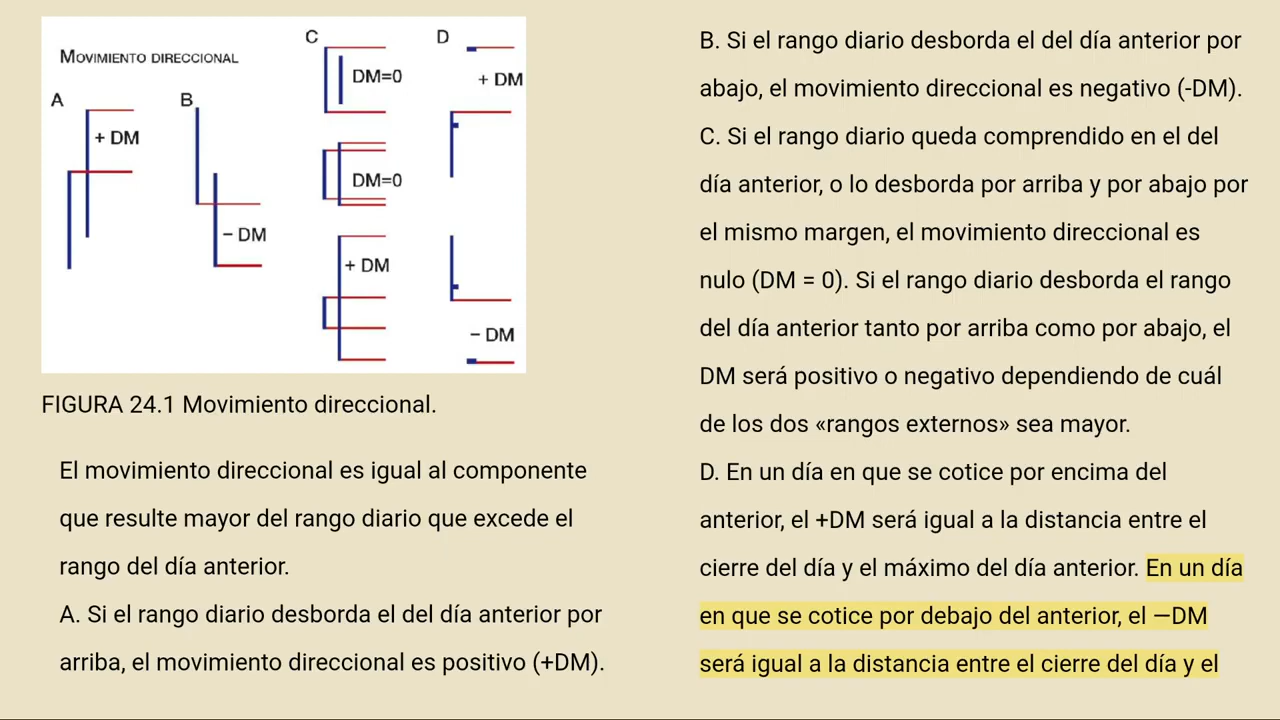 MOVIMIENTO DIRECCIONAL
A
+ DM
B
− DM
C
DM=0
DM=0
+ DM
D
+ DM
− DM
FIGURA 24.1 Movimiento direccional.
El movimiento direccional es igual al componente
que resulte mayor del rango diario que excede el
rango del día anterior.
A. Si el rango diario desborda el del día anterior por
arriba, el movimiento direccional es positivo (+DM).
B. Si el rango diario desborda el del día anterior por
abajo, el movimiento direccional es negativo (-DM).
C. Si el rango diario queda comprendido en el del
día anterior, o lo desborda por arriba y por abajo por
el mismo margen, el movimiento direccional es
nulo (DM = 0). Si el rango diario desborda el rango
del día anterior tanto por arriba como por abajo, el
DM será positivo o negativo dependiendo de cuál
de los dos «rangos externos» sea mayor.
D. En un día en que se cotice por encima del
anterior, el +DM será igual a la distancia entre el
cierre del día y el máximo del día anterior. En un día
en que se cotice por debajo del anterior, el —DM
será igual a la distancia entre el cierre del día y el